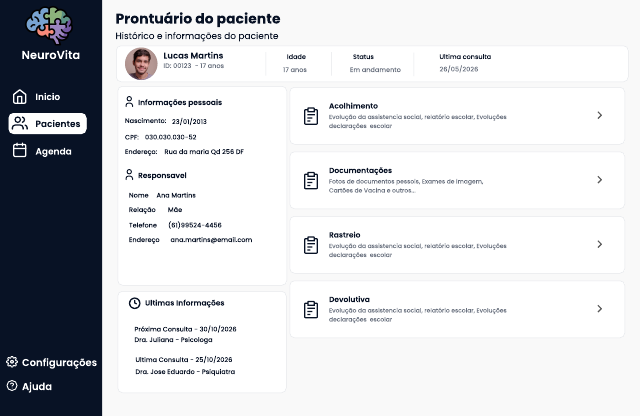 NeuroVita
Inicio
Pacientes
Agenda
Configurações
Ajuda
Prontuário do paciente
Histórico e informações do paciente
Lucas Martins
ID: 00123 - 17 anos
Idade
17 anos
Status
Em andamento
Ultima consulta
26/05/2026
Informações pessoais
Nascimento: 23/01/2013
CPF: 030.030.030-52
Endereço: Rua da maria Qd 256 DF
Responsavel
Nome Ana Martins
Relação Mãe
Telefone (61)99524-4456
Endereço ana.martins@email.com
Ultimas Informações
Próxima Consulta - 30/10/2026
Dra. Juliana - Psicologa
Ultima Consulta - 25/10/2026
Dra. Jose Eduardo - Psiquiatra
Acolhimento
Evolução da assistencia social, relatório escolar, Evoluções
declarações escolar
Documentações
Fotos de documentos pessois, Exames de Imagem,
Cartões de Vacina e outros...
Rastreio
Evolução da assistencia social, relatório escolar, Evoluções
declarações escolar
Devolutiva
Evolução da assistencia social, relatório escolar, Evoluções
declarações escolar